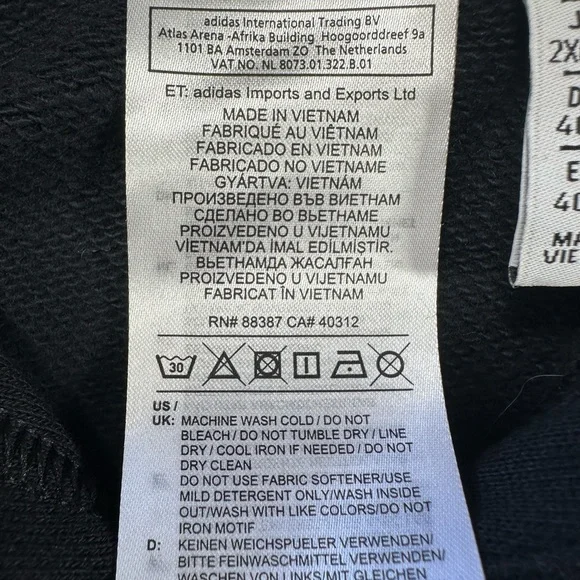 adidas International Trading BV
Atlas Arena -Afrika Building Hoogoorddreef 9a
1101 BA Amsterdam ZO The Netherlands
VAT NO. NL 8073.01.322.B.01
ET: adidas Imports and Exports Ltd
MADE IN VIETNAM
FABRIQUÉ AU VIÊTNAM
FABRICADO EN VIETNAM
FABRICADO NO VIETNAME
GYÁRTVA: VIETNÁM
ПРОИЗВЕДЕНО ВЪВ ВИЕТНАМ
СДЕЛАНО ВО ВЬЕТНАМЕ
PROIZVEDENO U VIJETNAMU
VİETNAM'DA İMAL EDİLMİŞTİR.
ВЬЕТНАМДА ЖАСАЛҒАН
PROIZVEDENO U VIJETNAMU
FABRICAT ÎN VIETNAM
RN# 88387 CA# 40312
30
US /
UK: MACHINE WASH COLD / DO NOT
BLEACH / DO NOT TUMBLE DRY / LINE
DRY / COOL IRON IF NEEDED / DO NOT
DRY CLEAN
DO NOT USE FABRIC SOFTENER/USE
MILD DETERGENT ONLY/WASH INSIDE
OUT/WASH WITH LIKE COLORS/DO NOT
IRON MOTIF
D: KEINEN WEICHSPUELER VERWENDEN/
BITTE FEINWASCHMITTEL VERWENDEN/
WASCHEN VON LINKS/MIT GLEICHEN
2X
D
40
E
40
MA
VIE